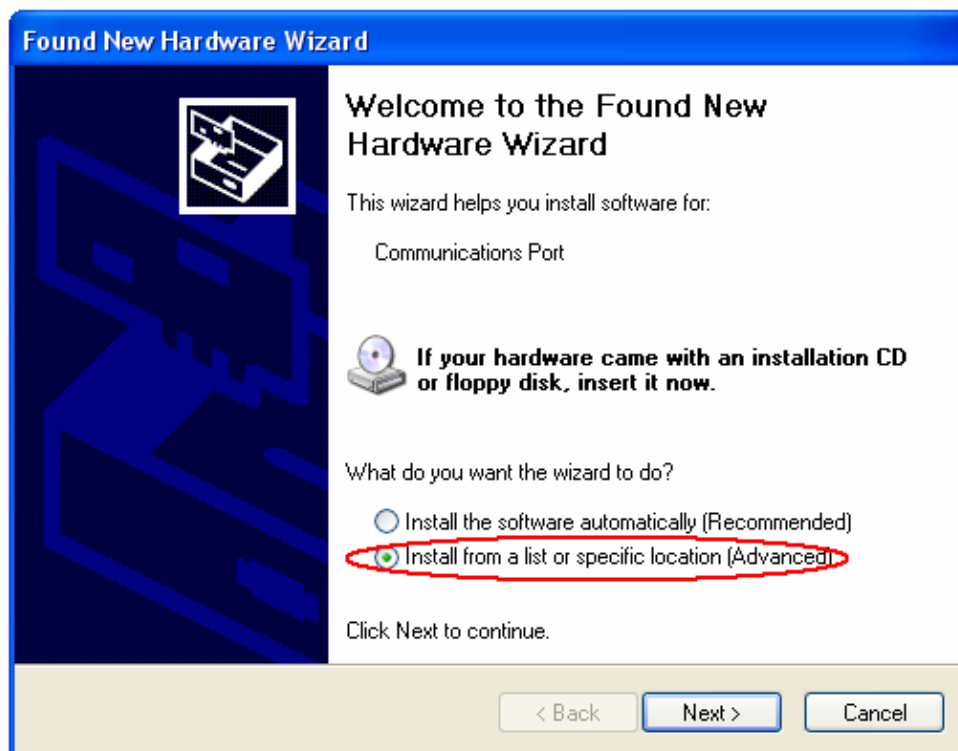 Found New Hardware Wizard
Welcome to the Found New
Hardware Wizard
This wizard helps you install software for:
Communications Port
If your hardware came with an installation CD
or floppy disk, insert it now.
What do you want the wizard to do?
Install the software automatically (Recommended)
Install from a list or specific location (Advanced)
Click Next to continue.
< Back
Next >
Cancel